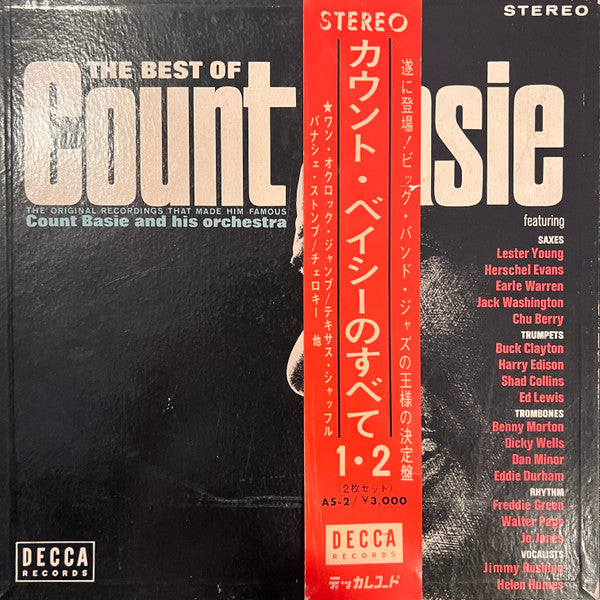 AS-2
STEREO
THE BEST OF
Count
THE ORIGINAL RECORDINGS THAT MADE HIM FAMOUS
Count Basie and his orchestra
DECCA
RECORDS
STEREO
遂に登場！ビッグ・バンド・ジャズの王様の決定盤
カウント・ベイシーのすべて
1・2
★ワン・オクロック・ジャンプ/テキサス・シャッフル
パナシェ・ストンプ/チェロキー 他
(2枚セット)
AS-2/¥3,000
DECCA
RECORDS
デッカレコード
asie
featuring
SAXES
Lester Young
Herschel Evans
Earle Warren
Jack Washington
Chu Berry
TRUMPETS
Buck Clayton
Harry Edison
Shad Collins
Ed Lewis
TROMBONES
Benny Morton
Dicky Wells
Dan Minor
Eddie Durham
RHYTHM
Freddie Green
Walter Page
Jo Jones
VOCALISTS
Jimmy Rushing
Helen Humes